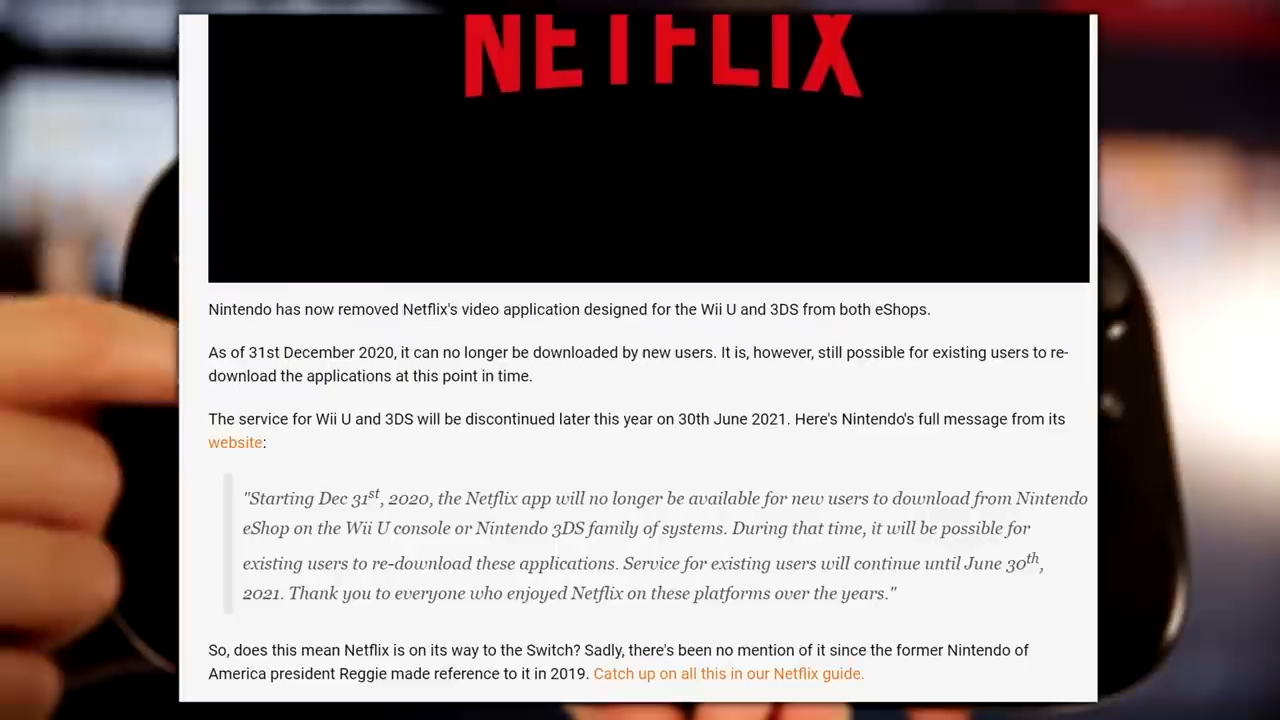 NETFLIX
Nintendo has now removed Netflix's video application designed for the Wii U and 3DS from both eShops.
As of 31st December 2020, it can no longer be downloaded by new users. It is, however, still possible for existing users to re-
download the applications at this point in time.
The service for Wii U and 3DS will be discontinued later this year on 30th June 2021. Here's Nintendo's full message from its
website:
"Starting Dec 31st, 2020, the Netflix app will no longer be available for new users to download from Nintendo
eShop on the Wii U console or Nintendo 3DS family of systems. During that time, it will be possible for
existing users to re-download these applications. Service for existing users will continue until June 30th,
2021. Thank you to everyone who enjoyed Netflix on these platforms over the years."
So, does this mean Netflix is on its way to the Switch? Sadly, there's been no mention of it since the former Nintendo of
America president Reggie made reference to it in 2019. Catch up on all this in our Netflix guide.